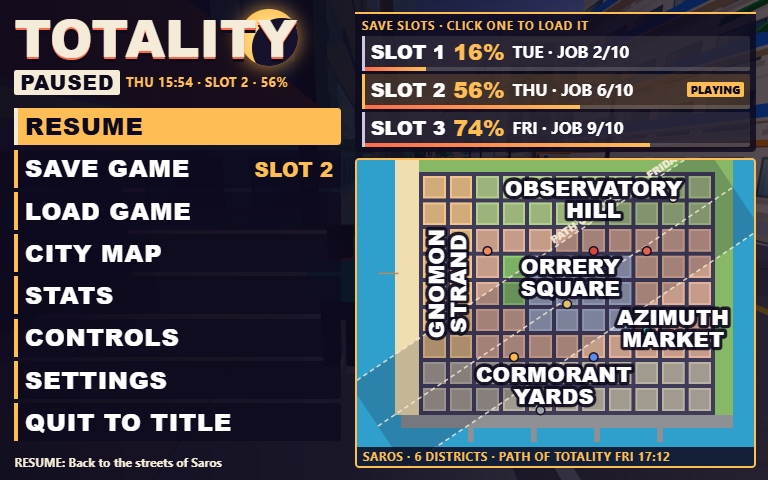 TOTALITY
PAUSED THU 15:54 · SLOT 2 · 56%
RESUME
SAVE GAME SLOT 2
LOAD GAME
CITY MAP
STATS
CONTROLS
SETTINGS
QUIT TO TITLE
RESUME: Back to the streets of Saros
SAVE SLOTS · CLICK ONE TO LOAD IT
SLOT 1 16% TUE · JOB 2/10
SLOT 2 56% THU · JOB 6/10 PLAYING
SLOT 3 74% FRI · JOB 9/10
OBSERVATORY
HILL
GNOMON
STRAND
ORRERY
SQUARE
AZIMUTH
MARKET
CORMORANT
YARDS
PATH OF
SAROS · 6 DISTRICTS · PATH OF TOTALITY FRI 17:12